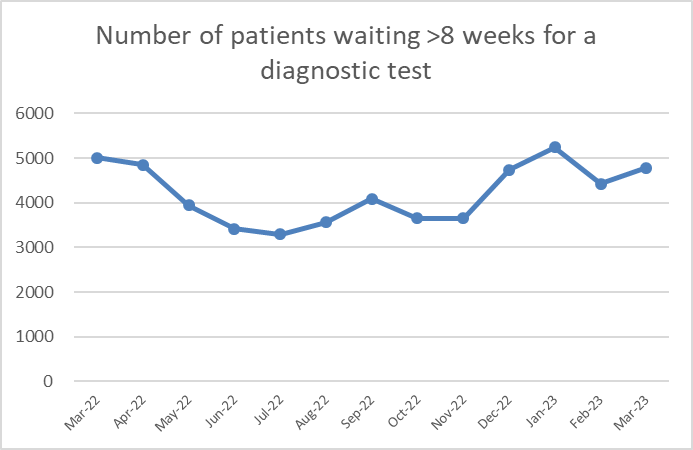 Number of patients waiting >8 weeks for a
diagnostic test
6000
5000
4000
3000
2000
1000
0
Mar-22
Apr-22
May-22
Jun-22
Jul-22
Aug-22
Sep-22
Oct-22
Nov-22
Dec-22
Jan-23
Feb-23
Mar-23